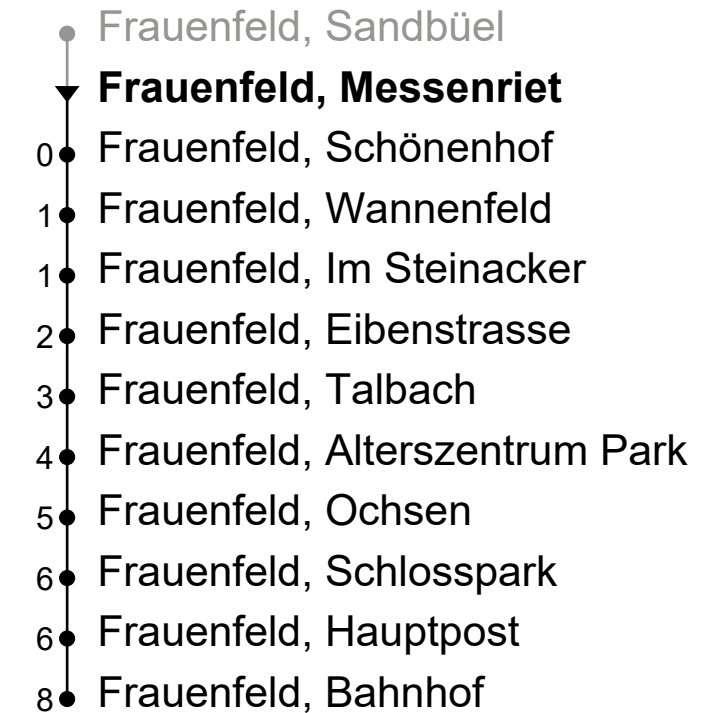 Frauenfeld, Sandbüel
Frauenfeld, Messenriet
0 Frauenfeld, Schönenhof
1 Frauenfeld, Wannenfeld
1 Frauenfeld, Im Steinacker
2 Frauenfeld, Eibenstrasse
3 Frauenfeld, Talbach
4 Frauenfeld, Alterszentrum Park
5 Frauenfeld, Ochsen
6 Frauenfeld, Schlosspark
6 Frauenfeld, Hauptpost
8 Frauenfeld, Bahnhof